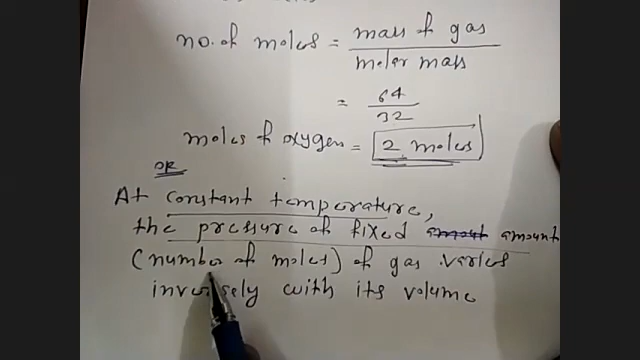 no. of moles = mass of gas / molar mass
= 64 / 32
moles of oxygen = 2 moles
OR
At constant temperature,
the pressure of fixed amount amount
(number of moles) of gas varies
inversely with its volume